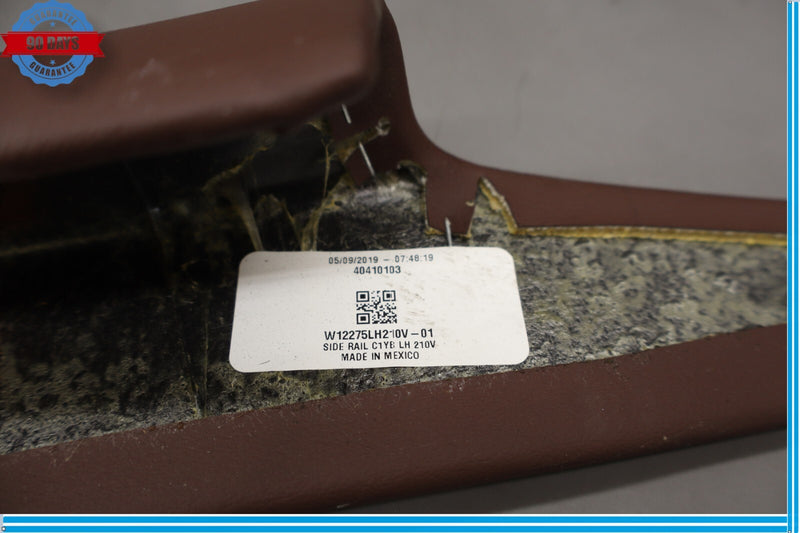 GUARANTEE
90 DAYS
GUARANTEE
05/09/2019 - 07:48:19
40410103
W12275LH210V-01
SIDE RAIL C1YB LH 210V
MADE IN MEXICO